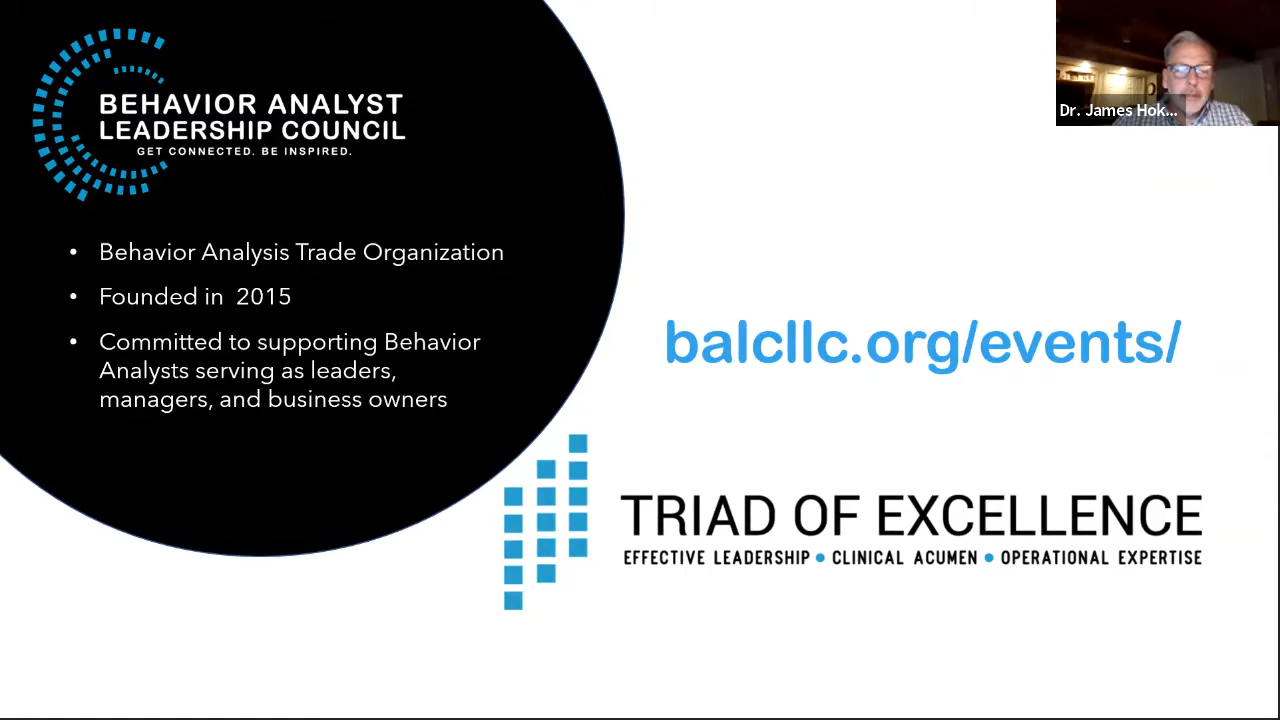 BEHAVIOR ANALYST
LEADERSHIP COUNCIL
GET CONNECTED. BE INSPIRED.
• Behavior Analysis Trade Organization
• Founded in 2015
• Committed to supporting Behavior
Analysts serving as leaders,
managers, and business owners
Dr. James Hok...
balcllc.org/events/
TRIAD OF EXCELLENCE
EFFECTIVE LEADERSHIP • CLINICAL ACUMEN • OPERATIONAL EXPERTISE